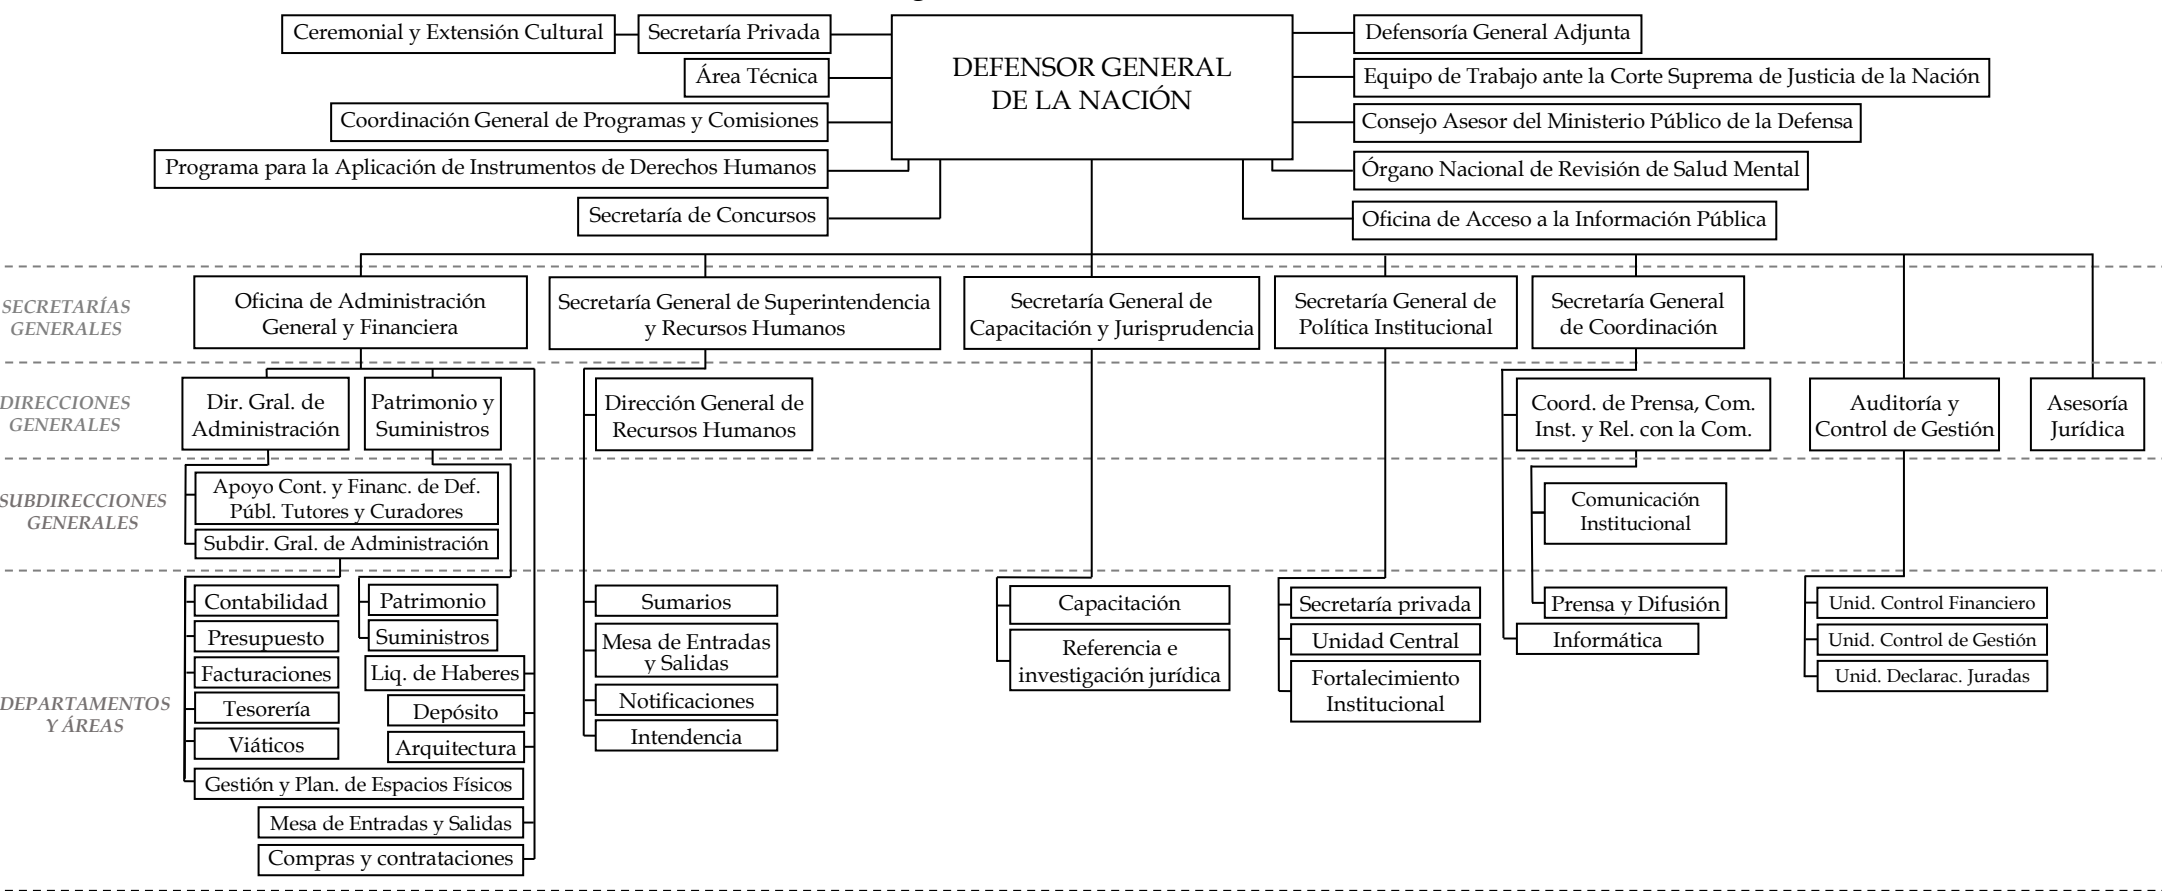 Ceremonial y Extensión Cultural
Secretaría Privada
Área Técnica
Coordinación General de Programas y Comisiones
Programa para la Aplicación de Instrumentos de Derechos Humanos
Secretaría de Concursos
DEFENSOR GENERAL
DE LA NACIÓN
Defensoría General Adjunta
Equipo de Trabajo ante la Corte Suprema de Justicia de la Nación
Consejo Asesor del Ministerio Público de la Defensa
Órgano Nacional de Revisión de Salud Mental
Oficina de Acceso a la Información Pública
SECRETARÍAS
GENERALES
Oficina de Administración
General y Financiera
Secretaría General de Superintendencia
y Recursos Humanos
Secretaría General de
Capacitación y Jurisprudencia
Secretaría General de
Política Institucional
Secretaría General
de Coordinación
DIRECCIONES
GENERALES
Dir. Gral. de
Administración
Patrimonio y
Suministros
Dirección General de
Recursos Humanos
Coord. de Prensa, Com.
Inst. y Rel. con la Com.
Auditoría y
Control de Gestión
Asesoría
Jurídica
SUBDIRECCIONES
GENERALES
Apoyo Cont. y Financ. de Def.
Públ. Tutores y Curadores
Subdir. Gral. de Administración
Comunicación
Institucional
DEPARTAMENTOS
Y ÁREAS
Contabilidad
Presupuesto
Facturaciones
Tesorería
Viáticos
Gestión y Plan. de Espacios Físicos
Patrimonio
Suministros
Liq. de Haberes
Depósito
Arquitectura
Mesa de Entradas y Salidas
Compras y contrataciones
Sumarios
Mesa de Entradas
y Salidas
Notificaciones
Intendencia
Capacitación
Referencia e
investigación jurídica
Secretaría privada
Unidad Central
Fortalecimiento
Institucional
Prensa y Difusión
Informática
Unid. Control Financiero
Unid. Control de Gestión
Unid. Declarac. Juradas